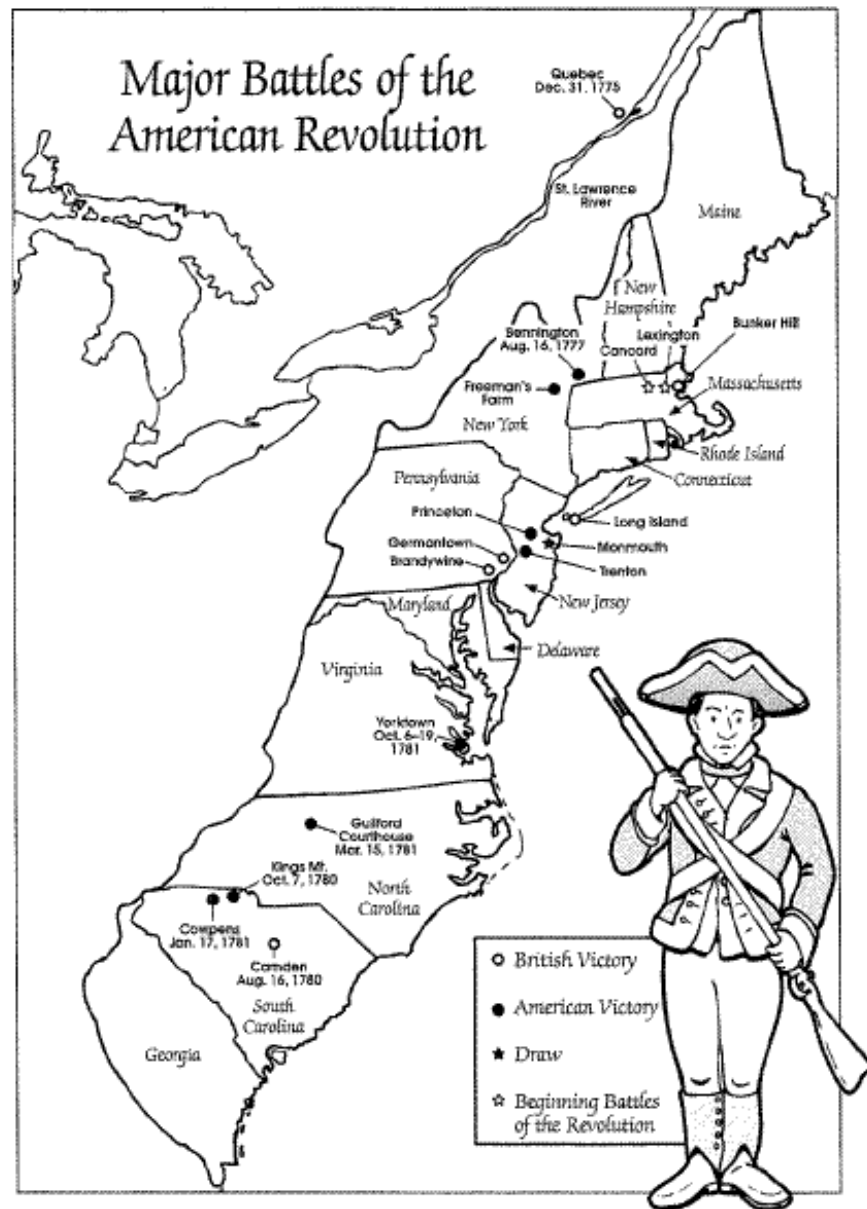 Major Battles of the
American Revolution
Quebec
Dec. 31, 1775
St. Lawrence
River
Maine
New
Hampshire
Bennington
Aug. 16, 1777
Lexington
Concord
Bunker Hill
Freeman's
Farm
Massachusetts
New York
Rhode Island
Connecticut
Pennsylvania
Princeton
Long Island
Germantown
Monmouth
Brandywine
Trenton
New Jersey
Maryland
Delaware
Virginia
Yorktown
Oct. 6–19,
1781
Guilford
Courthouse
Mar. 15, 1781
Kings Mt.
Oct. 7, 1780
North
Carolina
Cowpens
Jan. 17, 1781
Camden
Aug. 16, 1780
South
Carolina
Georgia
British Victory
American Victory
Draw
Beginning Battles
of the Revolution